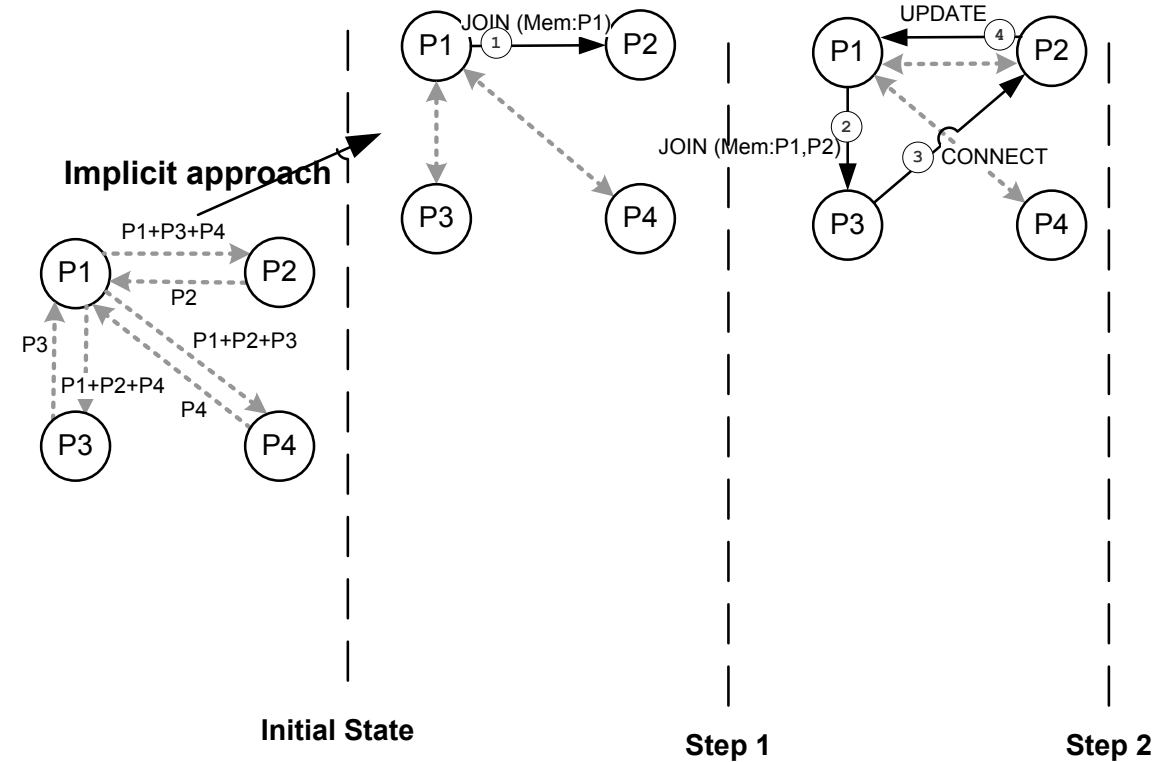 Implicit approach
P1+P3+P4
P1
P2
P2
P3
P1+P2+P3
P1+P2+P4
P4
P3
P4
Initial State
JOIN (Mem:P1)
P1
1
P2
P3
P4
Step 1
UPDATE
P1
4
P2
2
JOIN (Mem:P1,P2)
3
CONNECT
P3
P4
Step 2